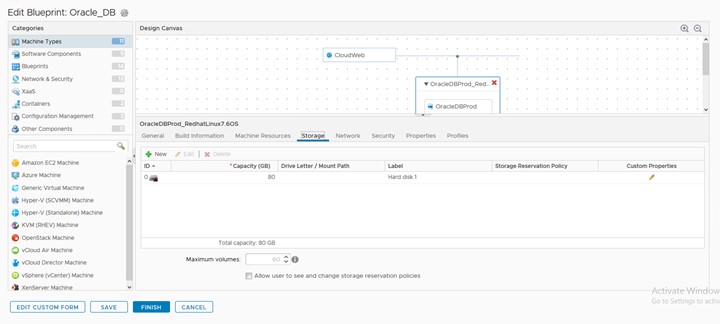 Edit Blueprint: Oracle_DB
Categories
Machine Types 11
Software Components
Blueprints
Network & Security
XaaS
Containers
Configuration Management
Other Components
Search
Amazon EC2 Machine
Azure Machine
Generic Virtual Machine
Hyper-V (SCVMM) Machine
Hyper-V (Standalone) Machine
KVM (RHEV) Machine
OpenStack Machine
vCloud Air Machine
vCloud Director Machine
vSphere (vCenter) Machine
XenServer Machine
Design Canvas
CloudWeb
OracleDBProd_Red...
OracleDBProd
OracleDBProd_RedhatLinux7.6OS
General Build Information Machine Resources Storage Network Security Properties Profiles
New Edit Delete
ID * Capacity (GB) Drive Letter / Mount Path Label Storage Reservation Policy Custom Properties
0 80 Hard disk 1
Total capacity: 80 GB
Maximum volumes: 60
Allow user to see and change storage reservation policies
Activate Window
Go to Settings to activ
EDIT CUSTOM FORM SAVE FINISH CANCEL